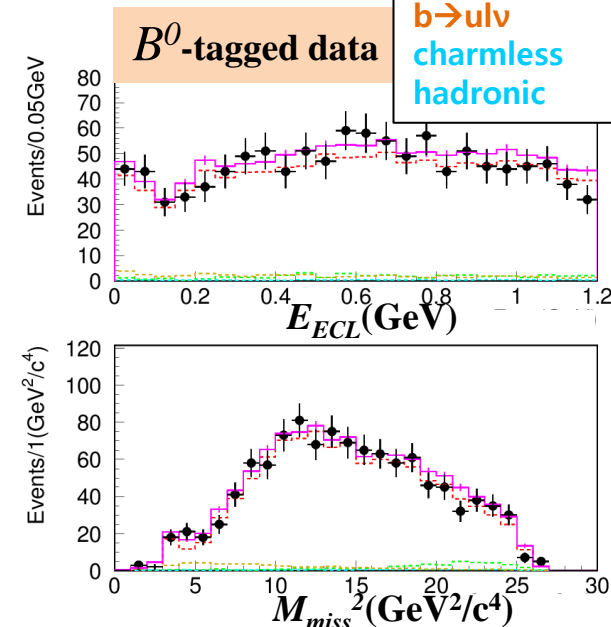 b→ulν
charmless
hadronic
B⁰-tagged data
Events/0.05GeV
80
70
60
50
40
30
20
10
0
0 0.2 0.4 0.6 0.8 1 1.2
E_ECL(GeV)
Events/1(GeV²/c⁴)
120
100
80
60
40
20
0
0 5 10 15 20 25 30
M_miss²(GeV²/c⁴)